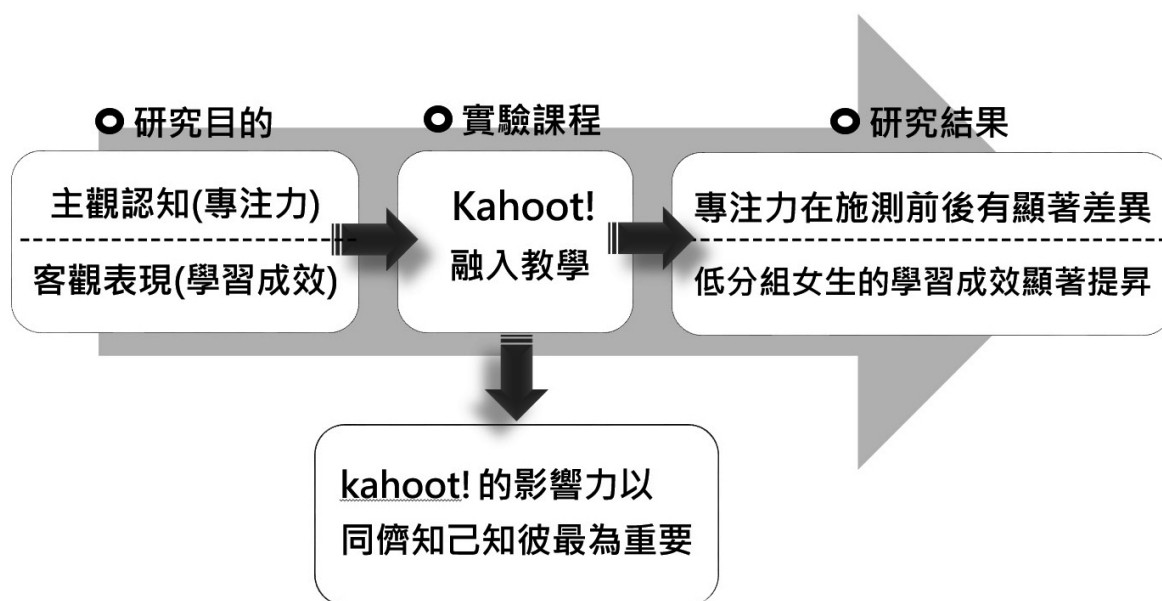 研究目的
主觀認知(專注力)
客觀表現(學習成效)
實驗課程
Kahoot!
融入教學
研究結果
專注力在施測前後有顯著差異
低分組女生的學習成效顯著提昇
kahoot! 的影響力以
同儕知己知彼最為重要